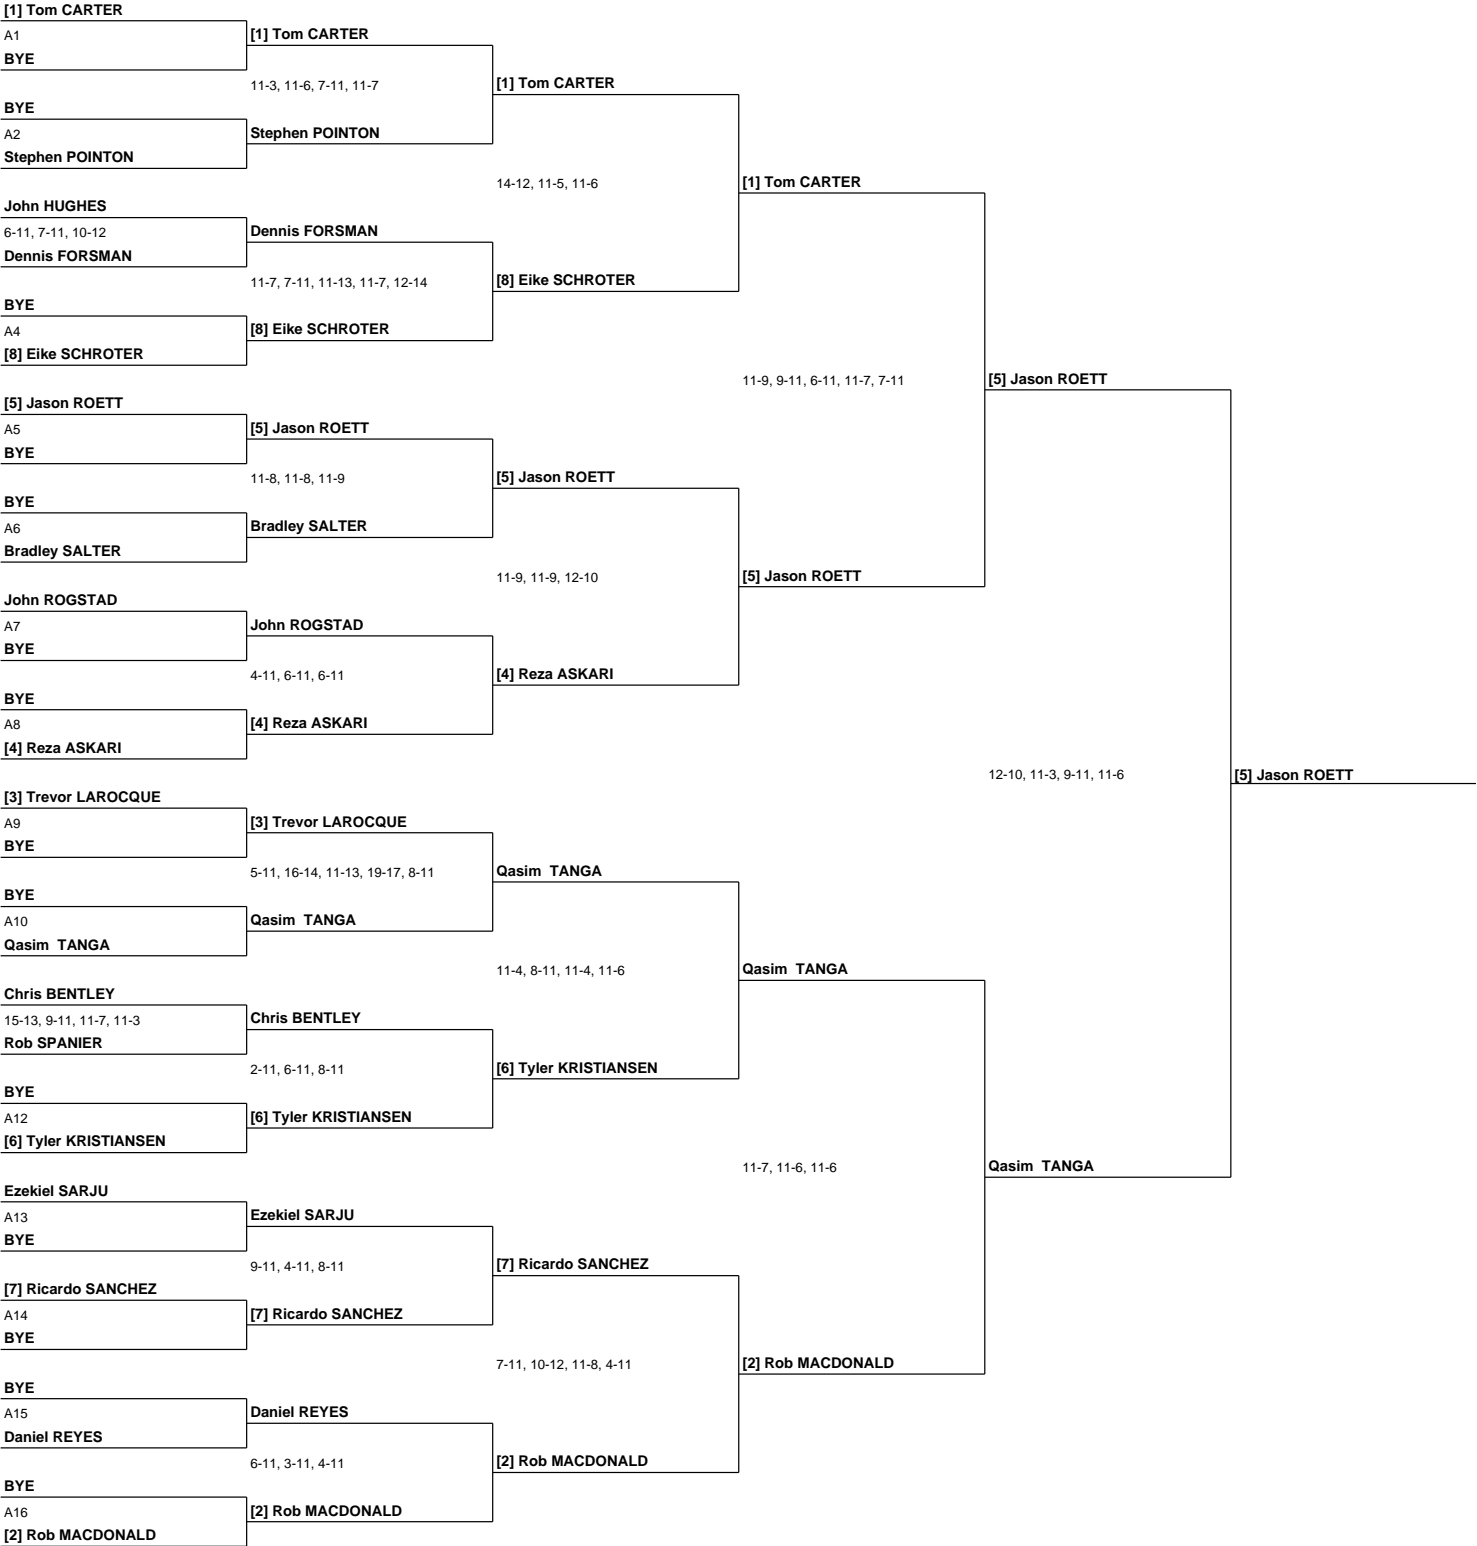 [1] Tom CARTER
A1
BYE
BYE
A2
Stephen POINTON
John HUGHES
6-11, 7-11, 10-12
Dennis FORSMAN
BYE
A4
[8] Eike SCHROTER
[5] Jason ROETT
A5
BYE
BYE
A6
Bradley SALTER
John ROGSTAD
A7
BYE
BYE
A8
[4] Reza ASKARI
[3] Trevor LAROCQUE
A9
BYE
BYE
A10
Qasim  TANGA
Chris BENTLEY
15-13, 9-11, 11-7, 11-3
Rob SPANIER
BYE
A12
[6] Tyler KRISTIANSEN
Ezekiel SARJU
A13
BYE
[7] Ricardo SANCHEZ
A14
BYE
BYE
A15
Daniel REYES
BYE
A16
[2] Rob MACDONALD
[1] Tom CARTER
11-3, 11-6, 7-11, 11-7
Stephen POINTON
Dennis FORSMAN
11-7, 7-11, 11-13, 11-7, 12-14
[8] Eike SCHROTER
[5] Jason ROETT
11-8, 11-8, 11-9
Bradley SALTER
John ROGSTAD
4-11, 6-11, 6-11
[4] Reza ASKARI
[3] Trevor LAROCQUE
5-11, 16-14, 11-13, 19-17, 8-11
Qasim  TANGA
Chris BENTLEY
2-11, 6-11, 8-11
[6] Tyler KRISTIANSEN
Ezekiel SARJU
9-11, 4-11, 8-11
[7] Ricardo SANCHEZ
Daniel REYES
6-11, 3-11, 4-11
[2] Rob MACDONALD
[1] Tom CARTER
14-12, 11-5, 11-6
[8] Eike SCHROTER
[5] Jason ROETT
11-9, 11-9, 12-10
[4] Reza ASKARI
Qasim  TANGA
11-4, 8-11, 11-4, 11-6
[6] Tyler KRISTIANSEN
[7] Ricardo SANCHEZ
7-11, 10-12, 11-8, 4-11
[2] Rob MACDONALD
[1] Tom CARTER
11-9, 9-11, 6-11, 11-7, 7-11
[5] Jason ROETT
Qasim  TANGA
11-7, 11-6, 11-6
[2] Rob MACDONALD
[5] Jason ROETT
12-10, 11-3, 9-11, 11-6
Qasim  TANGA
[5] Jason ROETT